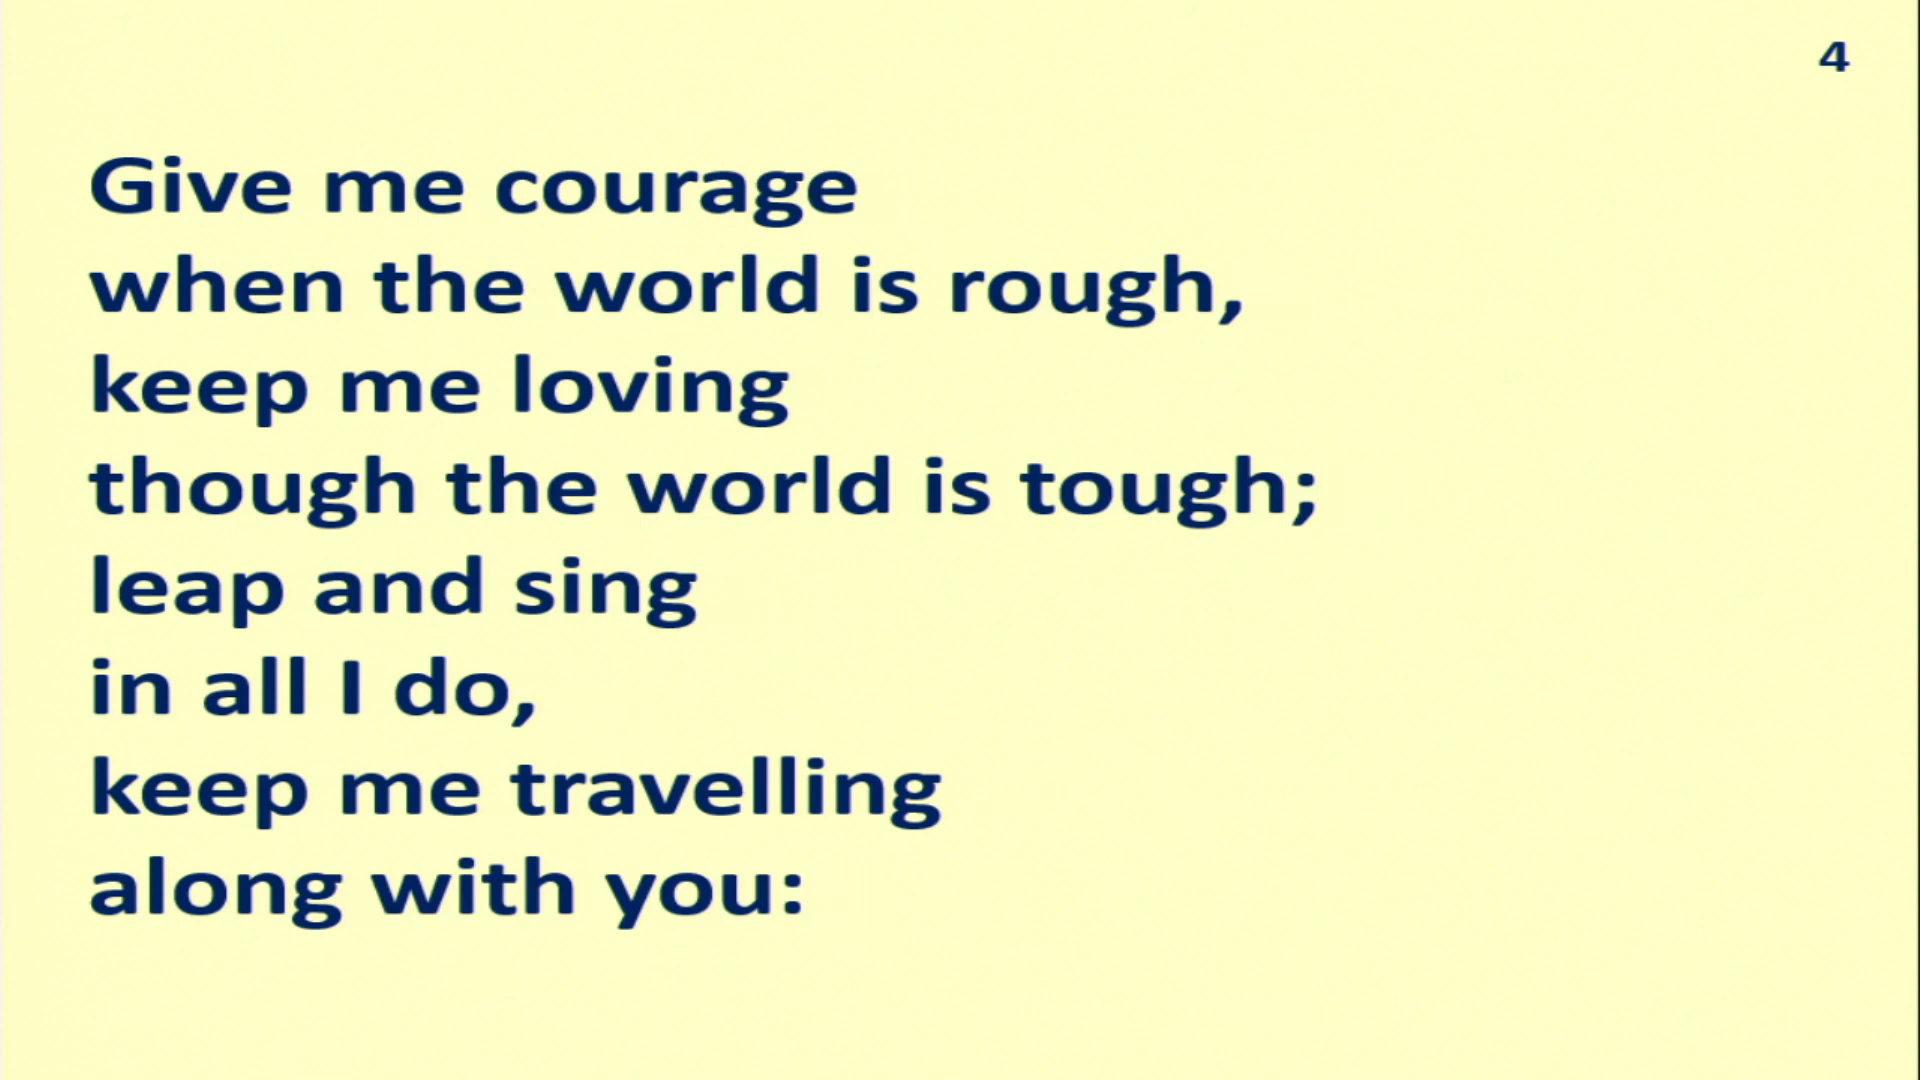 4
Give me courage
when the world is rough,
keep me loving
though the world is tough;
leap and sing
in all I do,
keep me travelling
along with you: